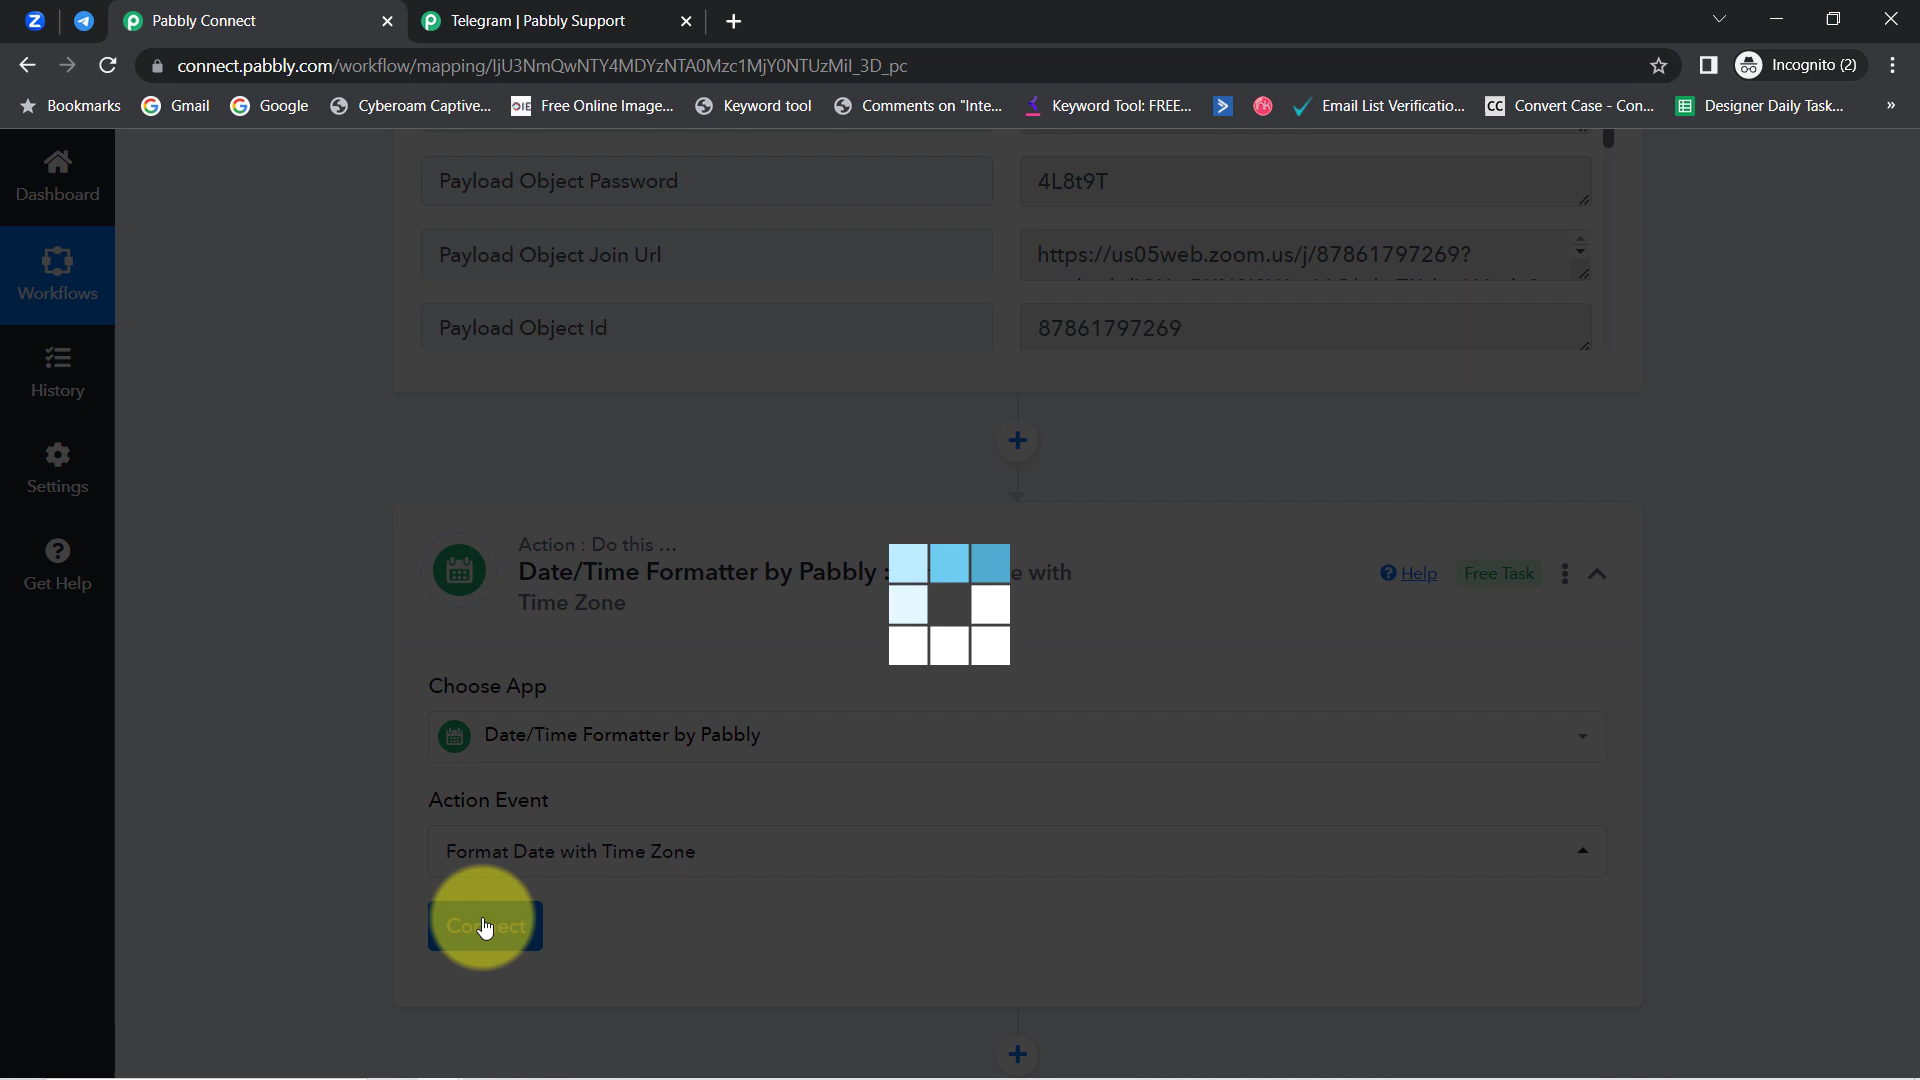 Pabbly Connect
Telegram | Pabbly Support
connect.pabbly.com/workflow/mapping/IjU3NmQwNTY4MDYzNTA0Mzc1MjY0NTUzMiI_3D_pc
Incognito (2)
Bookmarks
Gmail
Google
Cyberoam Captive...
Free Online Image...
Keyword tool
Comments on "Inte...
Keyword Tool: FREE...
Email List Verificatio...
CC
Convert Case - Con...
Designer Daily Task...
»
Dashboard
Workflows
History
Settings
Get Help
Payload Object Password
4L8t9T
Payload Object Join Url
https://us05web.zoom.us/j/87861797269?
Payload Object Id
87861797269
Action : Do this ...
Date/Time Formatter by Pabbly :
e with
Time Zone
Help
Free Task
Choose App
Date/Time Formatter by Pabbly
Action Event
Format Date with Time Zone
Connect